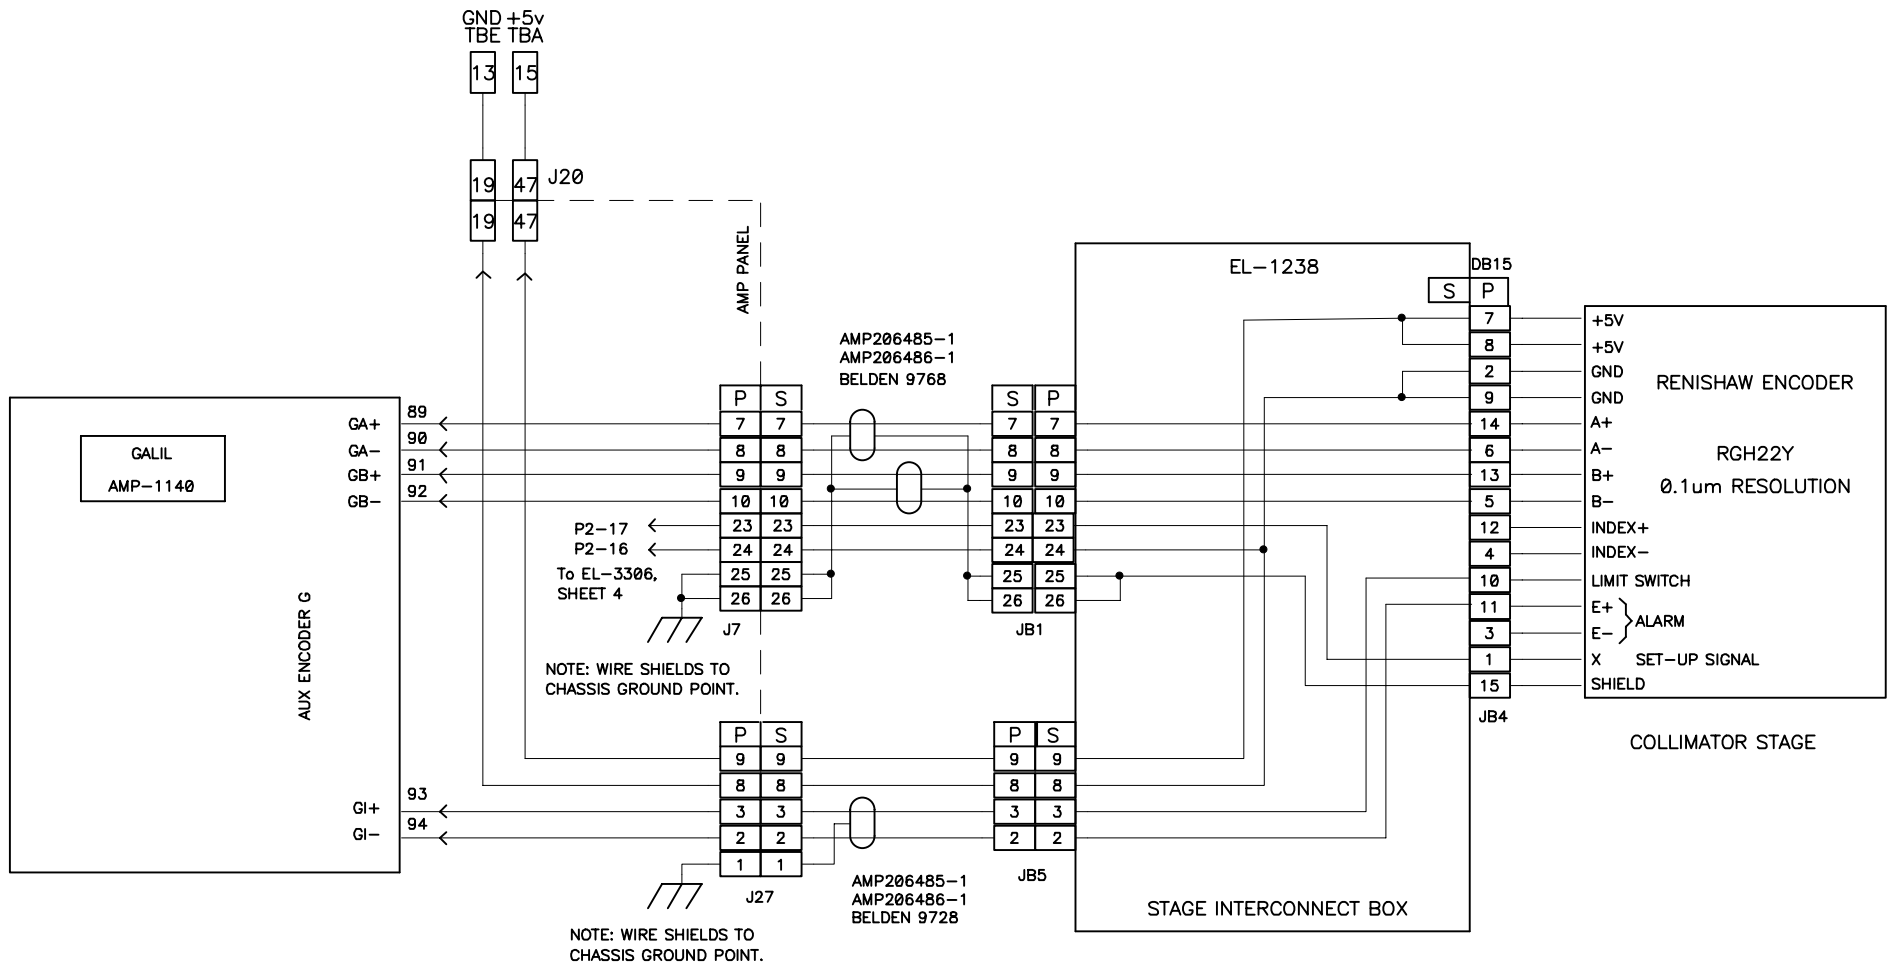 GND +5v
TBE TBA
13 15
19 47 J20
19 47
AMP PANEL
GALIL
AMP-1140
AUX ENCODER G
GA+ 89
GA- 90
GB+ 91
GB- 92
GI+ 93
GI- 94
P S
7 7
8 8
9 9
10 10
P2-17 23 23
P2-16 24 24
25 25
26 26
To EL-3306,
SHEET 4
J7
NOTE: WIRE SHIELDS TO
CHASSIS GROUND POINT.
AMP206485-1
AMP206486-1
BELDEN 9768
S P
7 7
8 8
9 9
10 10
23 23
24 24
25 25
26 26
JB1
P S
9 9
8 8
3 3
2 2
1 1
J27
NOTE: WIRE SHIELDS TO
CHASSIS GROUND POINT.
AMP206485-1
AMP206486-1
BELDEN 9728
P S
9 9
8 8
3 3
2 2
JB5
EL-1238
STAGE INTERCONNECT BOX
DB15
S P
7 +5V
8 +5V
2 GND
9 GND
14 A+
6 A-
13 B+
5 B-
12 INDEX+
4 INDEX-
10 LIMIT SWITCH
11 E+
3 E-
ALARM
1 X SET-UP SIGNAL
15 SHIELD
JB4
RENISHAW ENCODER
RGH22Y
0.1um RESOLUTION
COLLIMATOR STAGE